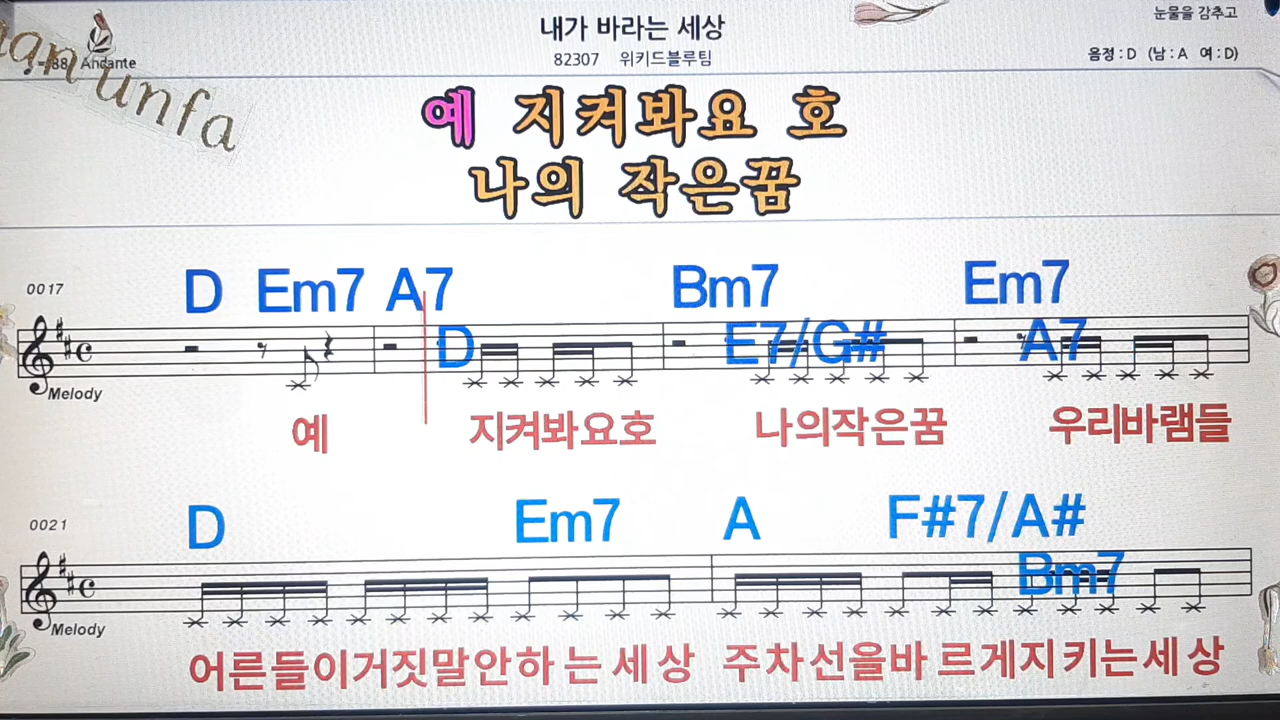 내가 바라는 세상
눈물을 감추고
82307 위키드블루팀
음정 : D (남 : A 여 : D)
Andante
unfa
예 지켜봐요 호
나의 작은꿈
0017
D Em7 A7 Bm7 Em7
D E7/G# A7
Melody
예 지켜봐요호 나의작은꿈 우리바램들
0021
D Em7 A F#7/A#
Bm7
Melody
어른들이거짓말안하 는 세 상 주차선을바 르게지키는세 상